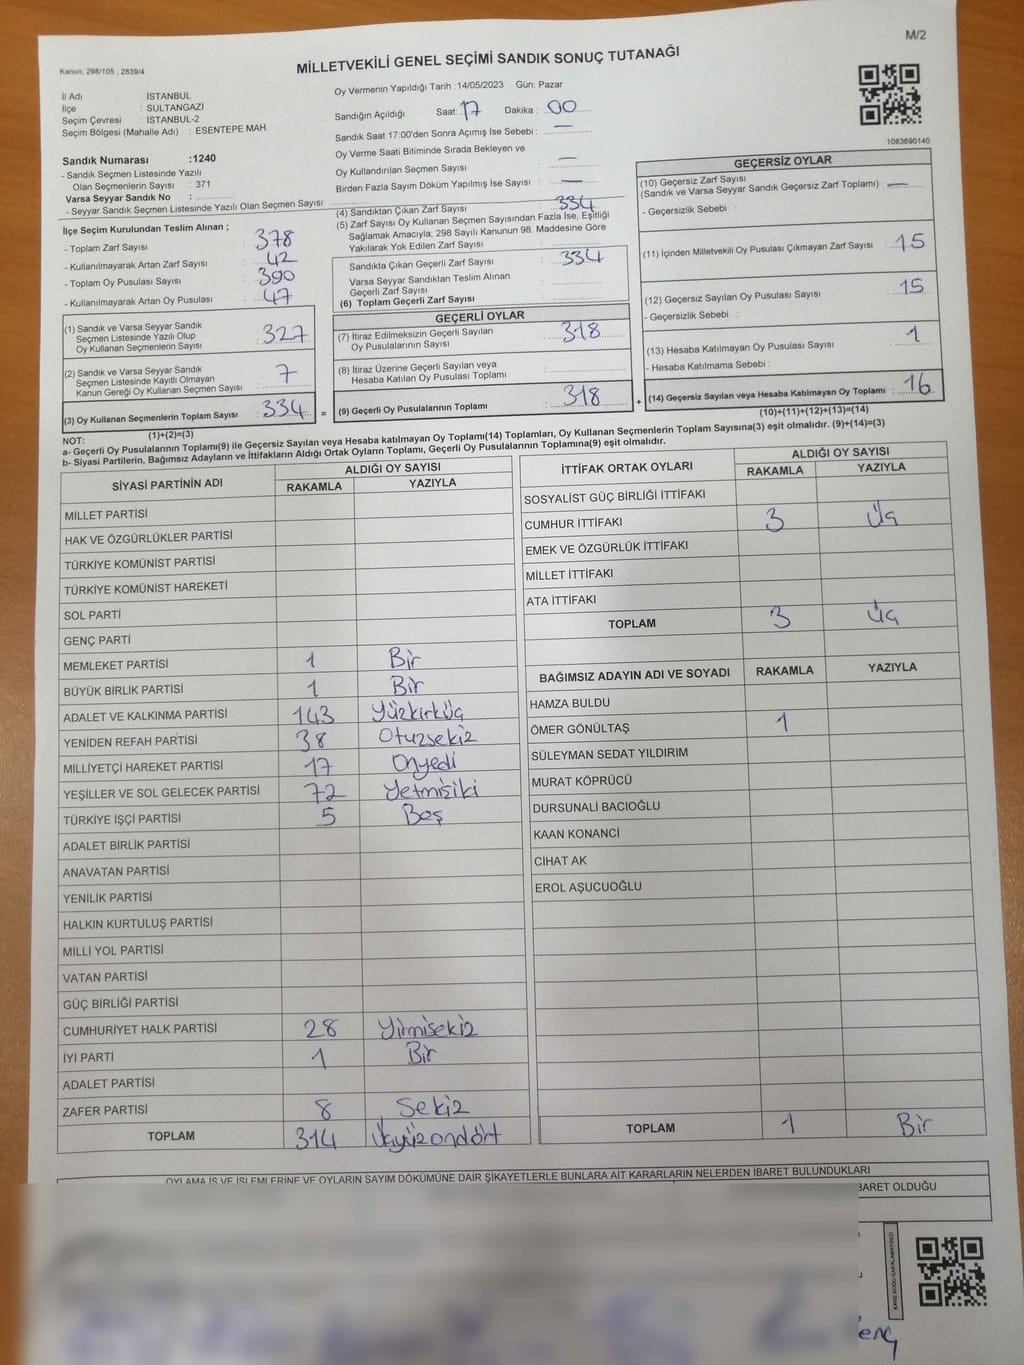 M/2
Kanun: 298/105 , 2839/4
MİLLETVEKİLİ GENEL SEÇİMİ SANDIK SONUÇ TUTANAĞI
İl Adı : İSTANBUL
İlçe : SULTANGAZİ
Seçim Çevresi : İSTANBUL-2
Seçim Bölgesi (Mahalle Adı) : ESENTEPE MAH.
Sandık Numarası :1240
- Sandık Seçmen Listesinde Yazılı
Olan Seçmenlerin Sayısı : 371
Varsa Seyyar Sandık No :
- Seyyar Sandık Seçmen Listesinde Yazılı Olan Seçmen Sayısı:
Oy Vermenin Yapıldığı Tarih : 14/05/2023 Gün: Pazar
Sandığın Açıldığı Saat: 17 Dakika : 00
Sandık Saat 17:00'den Sonra Açımış İse Sebebi : —
Oy Verme Saati Bitiminde Sırada Bekleyen ve
Oy Kullandırılan Seçmen Sayısı : —
Birden Fazla Sayım Döküm Yapılmış İse Sayısı : —
1083690140
İlçe Seçim Kurulundan Teslim Alınan ;
- Toplam Zarf Sayısı : 378
- Kullanılmayarak Artan Zarf Sayısı : 42
- Toplam Oy Pusulası Sayısı : 390
- Kullanılmayarak Artan Oy Pusulası : 47
(1) Sandık ve Varsa Seyyar Sandık
Seçmen Listesinde Yazılı Olup
Oy Kullanan Seçmenlerin Sayısı : 327
(2) Sandık ve Varsa Seyyar Sandık
Seçmen Listesinde Kayıtlı Olmayan
Kanun Gereği Oy Kullanan Seçmen Sayısı : 7
(3) Oy Kullanan Seçmenlerin Toplam Sayısı : 334 =
(1)+(2)=(3)
(4) Sandıktan Çıkan Zarf Sayısı : 334
(5) Zarf Sayısı Oy Kullanan Seçmen Sayısından Fazla İse, Eşitliği
Sağlamak Amacıyla; 298 Sayılı Kanunun 98. Maddesine Göre
Yakılarak Yok Edilen Zarf Sayısı :
Sandıkta Çıkan Geçerli Zarf Sayısı : 334
Varsa Seyyar Sandıktan Teslim Alınan
Geçerli Zarf Sayısı :
(6) Toplam Geçerli Zarf Sayısı :
GEÇERLİ OYLAR
(7) İtiraz Edilmeksizin Geçerli Sayılan
Oy Pusulalarının Sayısı : 318
(8) İtiraz Üzerine Geçerli Sayılan veya
Hesaba Katılan Oy Pusulası Toplamı :
(9) Geçerli Oy Pusulalarının Toplamı : 318 +
GEÇERSİZ OYLAR
(10) Geçersiz Zarf Sayısı
(Sandık ve Varsa Seyyar Sandık Geçersiz Zarf Toplamı) : —
- Geçersizlik Sebebi :
(11) İçinden Milletvekili Oy Pusulası Çıkmayan Zarf Sayısı : 15
(12) Geçersiz Sayılan Oy Pusulası Sayısı : 15
- Geçersizlik Sebebi :
(13) Hesaba Katılmayan Oy Pusulası Sayısı : 1
- Hesaba Katılmama Sebebi :
(14) Geçersiz Sayılan veya Hesaba Katılmayan Oy Toplamı : 16
(10)+(11)+(12)+(13)=(14)
NOT:
a- Geçerli Oy Pusulalarının Toplamı(9) ile Geçersiz Sayılan veya Hesaba katılmayan Oy Toplamı(14) Toplamları, Oy Kullanan Seçmenlerin Toplam Sayısına(3) eşit olmalıdır. (9)+(14)=(3)
b- Siyasi Partilerin, Bağımsız Adayların ve İttifakların Aldığı Ortak Oyların Toplamı, Geçerli Oy Pusulalarının Toplamına(9) eşit olmalıdır.
SİYASİ PARTİNİN ADI ALDIĞI OY SAYISI
RAKAMLA YAZIYLA
MİLLET PARTİSİ
HAK VE ÖZGÜRLÜKLER PARTİSİ
TÜRKİYE KOMÜNİST PARTİSİ
TÜRKİYE KOMÜNİST HAREKETİ
SOL PARTİ
GENÇ PARTİ
MEMLEKET PARTİSİ 1 Bir
BÜYÜK BİRLİK PARTİSİ 1 Bir
ADALET VE KALKINMA PARTİSİ 143 Yüzkırküç
YENİDEN REFAH PARTİSİ 38 Otuzsekiz
MİLLİYETÇİ HAREKET PARTİSİ 17 Onyedi
YEŞİLLER VE SOL GELECEK PARTİSİ 72 Yetmişiki
TÜRKİYE İŞÇİ PARTİSİ 5 Beş
ADALET BİRLİK PARTİSİ
ANAVATAN PARTİSİ
YENİLİK PARTİSİ
HALKIN KURTULUŞ PARTİSİ
MİLLİ YOL PARTİSİ
VATAN PARTİSİ
GÜÇ BİRLİĞİ PARTİSİ
CUMHURİYET HALK PARTİSİ 28 Yirmisekiz
İYİ PARTİ 1 Bir
ADALET PARTİSİ
ZAFER PARTİSİ 8 Sekiz
TOPLAM 314 Üçyüzondört
İTTİFAK ORTAK OYLARI ALDIĞI OY SAYISI
RAKAMLA YAZIYLA
SOSYALİST GÜÇ BİRLİĞİ İTTİFAKI
CUMHUR İTTİFAKI 3 Üç
EMEK VE ÖZGÜRLÜK İTTİFAKI
MİLLET İTTİFAKI
ATA İTTİFAKI
TOPLAM 3 Üç
BAĞIMSIZ ADAYIN ADI VE SOYADI RAKAMLA YAZIYLA
HAMZA BULDU
ÖMER GÖNÜLTAŞ 1
SÜLEYMAN SEDAT YILDIRIM
MURAT KÖPRÜCÜ
DURSUNALİ BACIOĞLU
KAAN KONANCİ
CİHAT AK
EROL AŞUCUOĞLU
TOPLAM 1 Bir
OYLAMA İŞ VE İŞLEMLERİNE VE OYLARIN SAYIM DÖKÜMÜNE DAİR ŞİKAYETLERLE BUNLARA AİT KARARLARIN NELERDEN İBARET BULUNDUKLARI
BARET OLDUĞU
KARE KODU KARALAMAYINIZ!
enç